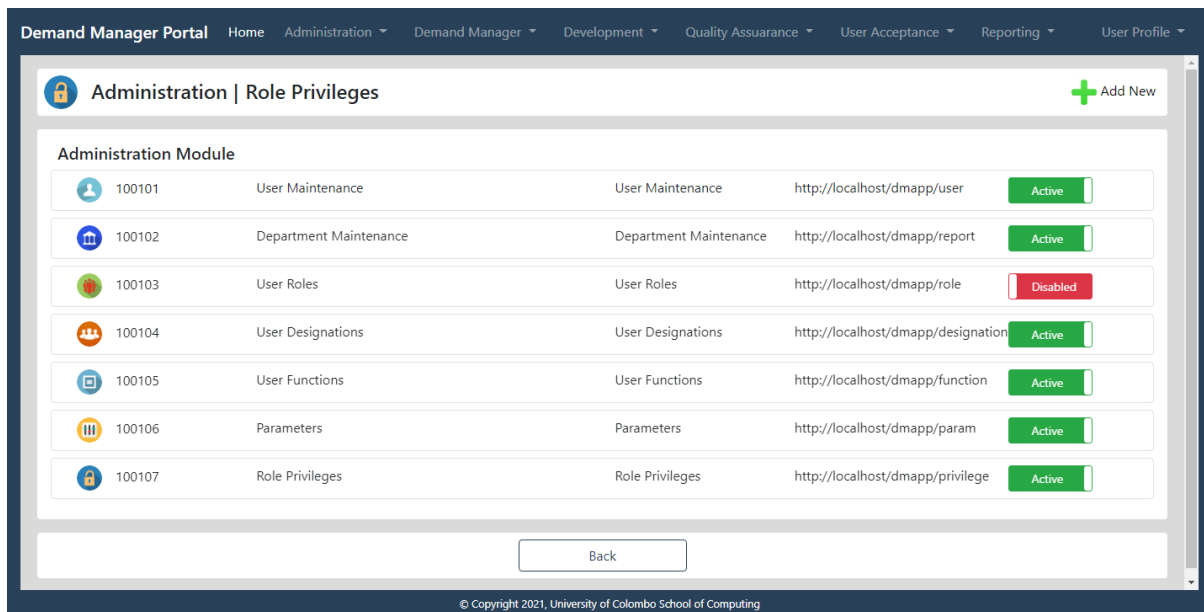 Demand Manager Portal Home Administration Demand Manager Development Quality Assuarance User Acceptance Reporting User Profile
Administration | Role Privileges Add New
Administration Module
100101 User Maintenance User Maintenance http://localhost/dmapp/user Active
100102 Department Maintenance Department Maintenance http://localhost/dmapp/report Active
100103 User Roles User Roles http://localhost/dmapp/role Disabled
100104 User Designations User Designations http://localhost/dmapp/designation Active
100105 User Functions User Functions http://localhost/dmapp/function Active
100106 Parameters Parameters http://localhost/dmapp/param Active
100107 Role Privileges Role Privileges http://localhost/dmapp/privilege Active
Back
© Copyright 2021, University of Colombo School of Computing